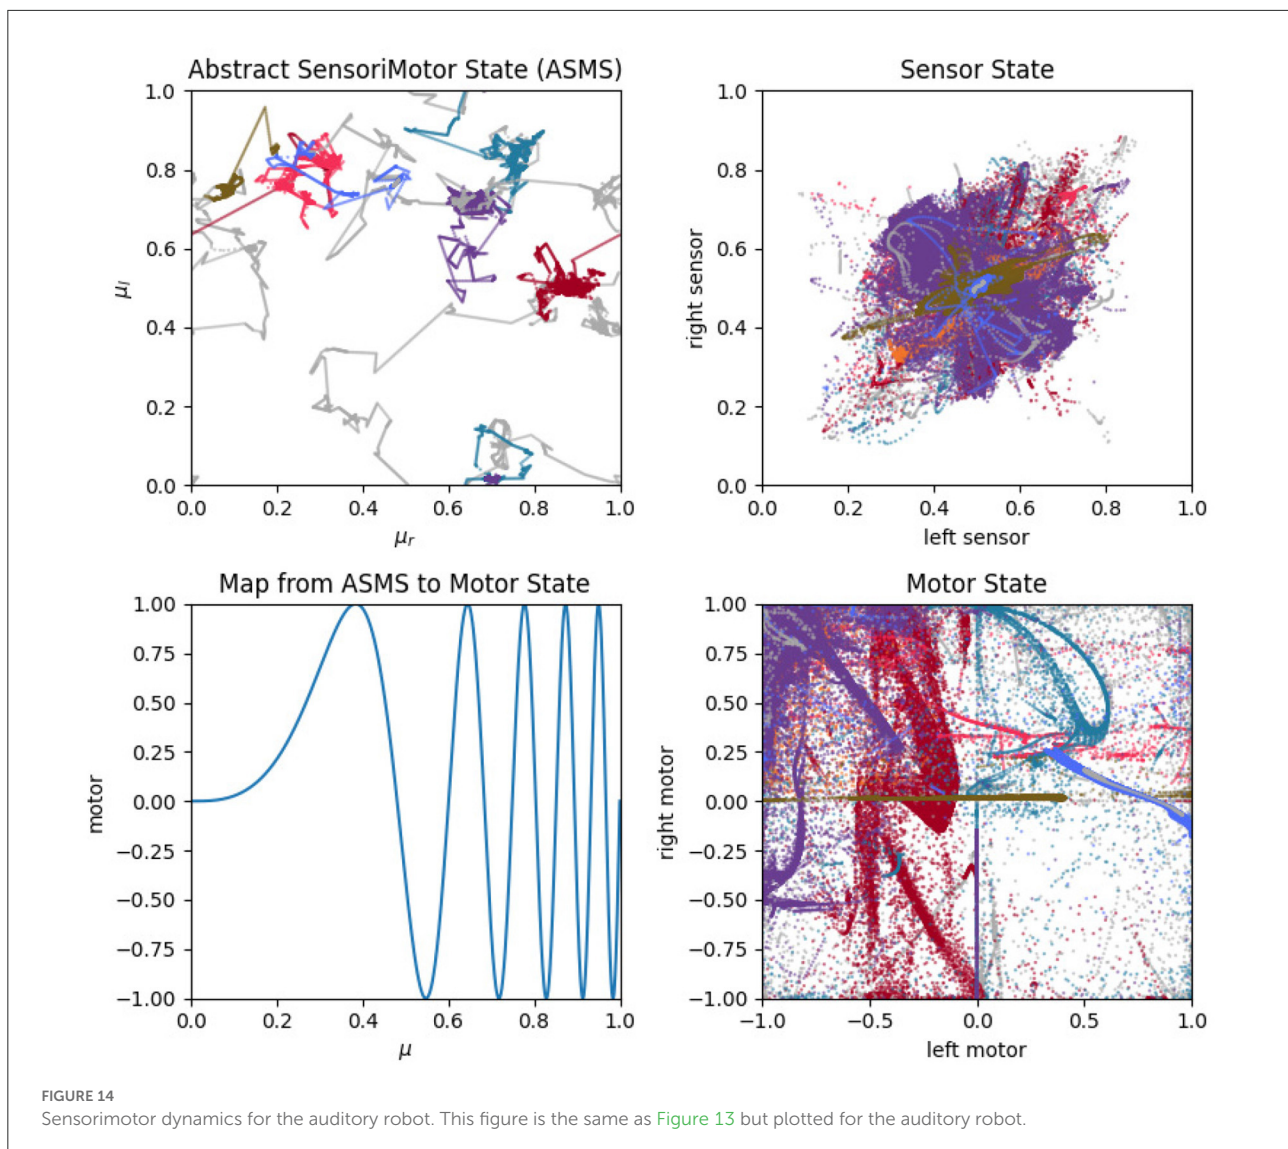 Abstract SensoriMotor State (ASMS)
1.0
0.8
0.6
0.4
0.2
0.0
μl
0.0 0.2 0.4 0.6 0.8 1.0
μr
Sensor State
1.0
0.8
0.6
0.4
0.2
0.0
right sensor
0.0 0.2 0.4 0.6 0.8 1.0
left sensor
Map from ASMS to Motor State
1.00
0.75
0.50
0.25
0.00
−0.25
−0.50
−0.75
−1.00
motor
0.0 0.2 0.4 0.6 0.8 1.0
μ
Motor State
1.00
0.75
0.50
0.25
0.00
−0.25
−0.50
−0.75
−1.00
right motor
−1.0 −0.5 0.0 0.5 1.0
left motor
FIGURE 14
Sensorimotor dynamics for the auditory robot. This figure is the same as Figure 13 but plotted for the auditory robot.